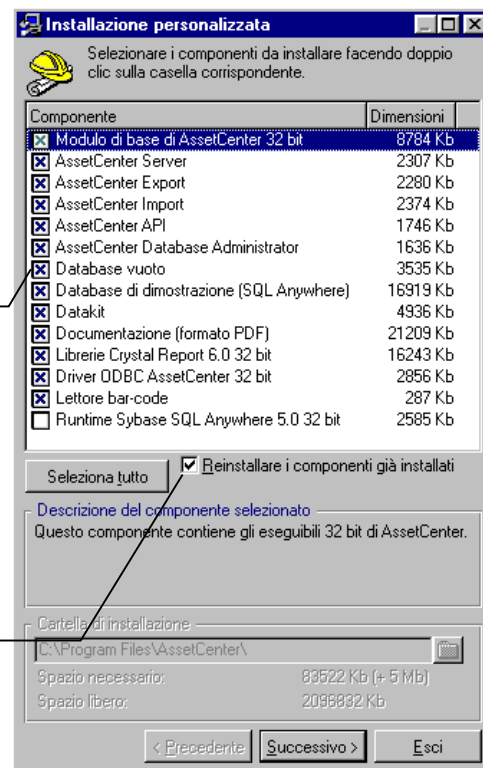 Installazione personalizzata
Selezionare i componenti da installare facendo doppio
clic sulla casella corrispondente.
Componente Dimensioni
Modulo di base di AssetCenter 32 bit 8784 Kb
AssetCenter Server 2307 Kb
AssetCenter Export 2280 Kb
AssetCenter Import 2374 Kb
AssetCenter API 1746 Kb
AssetCenter Database Administrator 1636 Kb
Database vuoto 3535 Kb
Database di dimostrazione (SQL Anywhere) 16919 Kb
Datakit 4936 Kb
Documentazione (formato PDF) 21209 Kb
Librerie Crystal Report 6.0 32 bit 16243 Kb
Driver ODBC AssetCenter 32 bit 2856 Kb
Lettore bar-code 287 Kb
Runtime Sybase SQL Anywhere 5.0 32 bit 2585 Kb
Seleziona tutto
Reinstallare i componenti già installati
Descrizione del componente selezionato
Questo componente contiene gli eseguibili 32 bit di AssetCenter.
Cartella di installazione
C:\Program Files\AssetCenter\
Spazio necessario: 83522 Kb (+ 5 Mb)
Spazio libero: 2096832 Kb
< Precedente Successivo > Esci